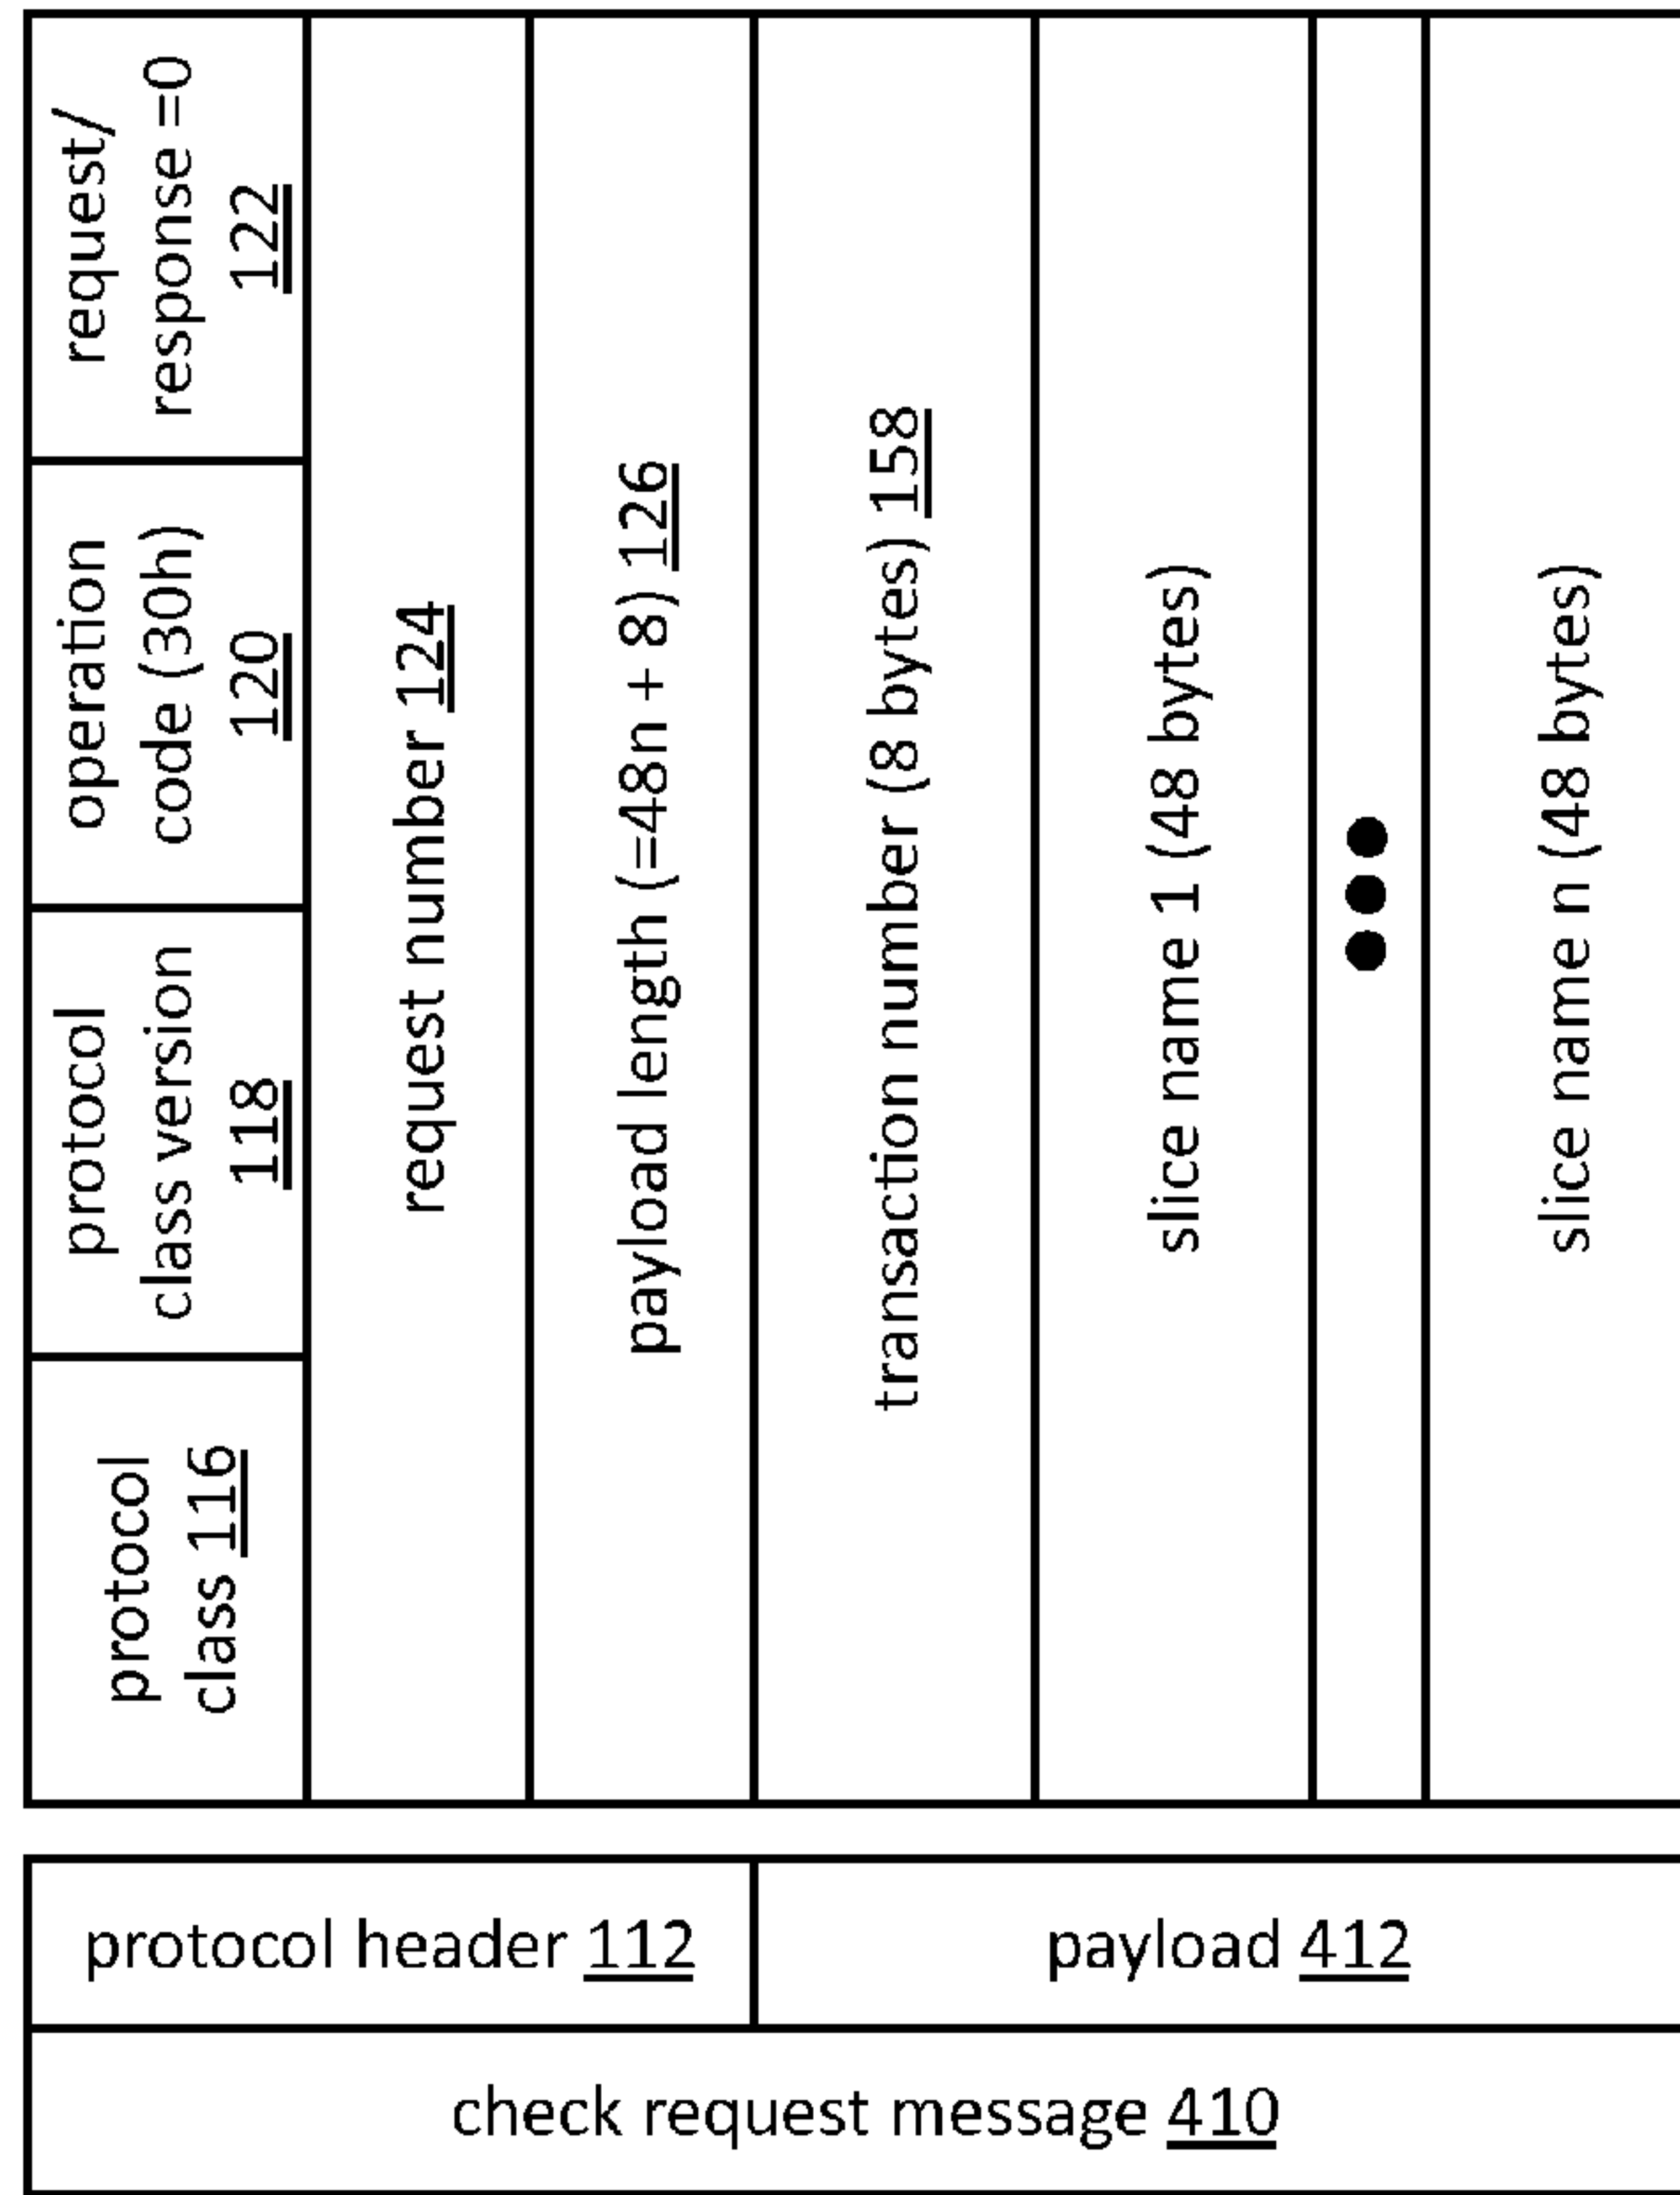 check request message 410
protocol header 112
payload 412
protocol
class 116
protocol
class version
118
operation
code (30h)
120
request/
response =0
122
request number 124
payload length (=48n + 8) 126
transaction number (8 bytes) 158
slice name 1 (48 bytes)
●●●
slice name n (48 bytes)